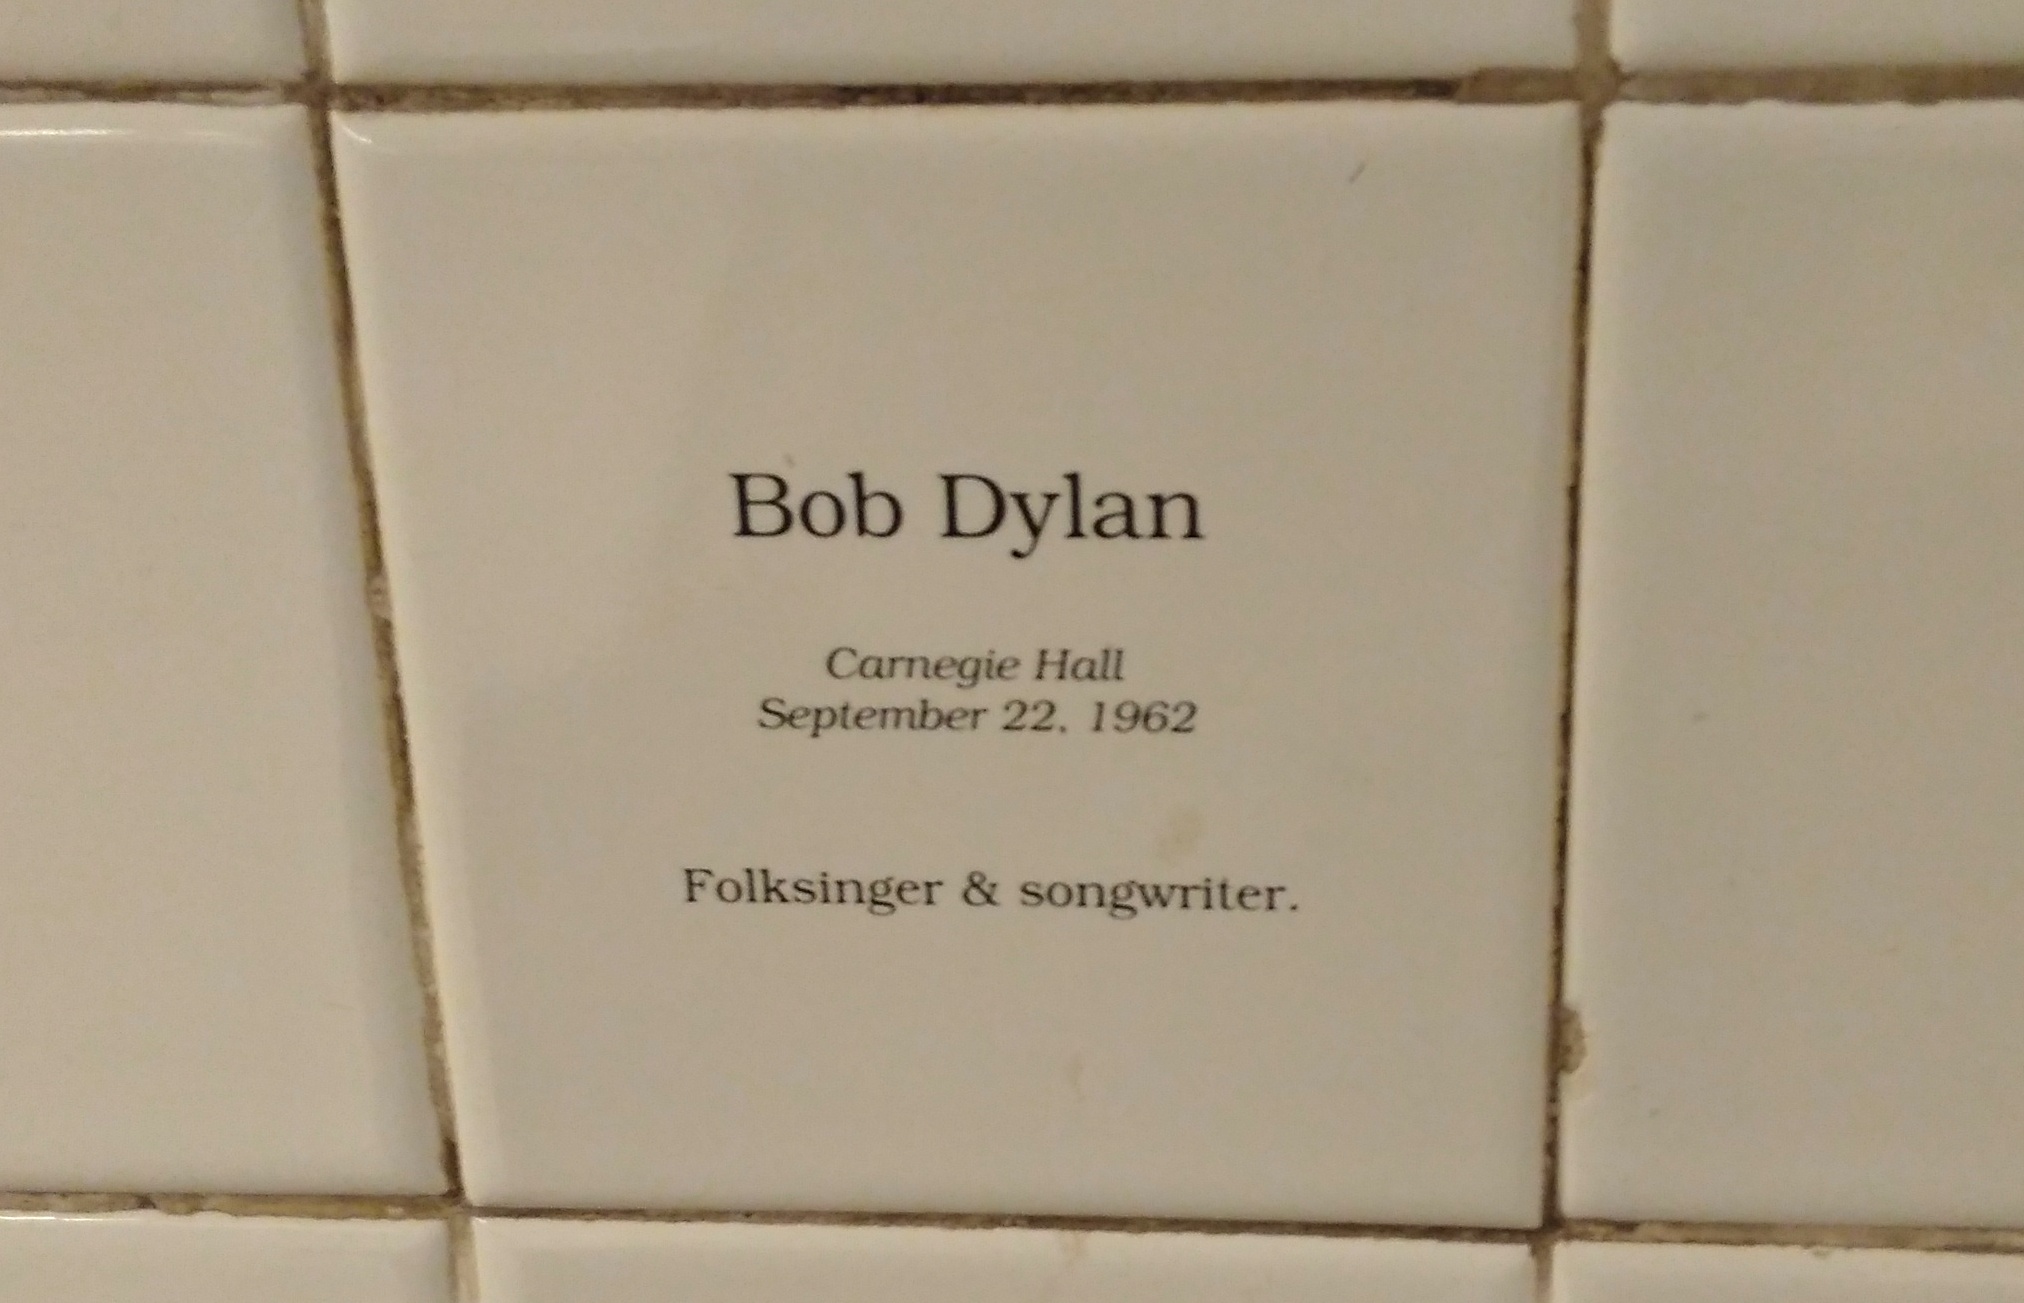 Bob Dylan
Carnegie Hall
September 22, 1962
Folksinger & songwriter.